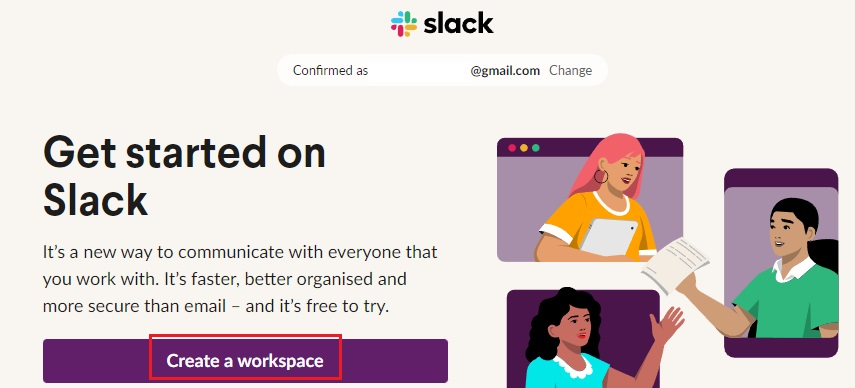 slack
Confirmed as @gmail.com Change
Get started on
Slack
It's a new way to communicate with everyone that
you work with. It's faster, better organised and
more secure than email – and it's free to try.
Create a workspace